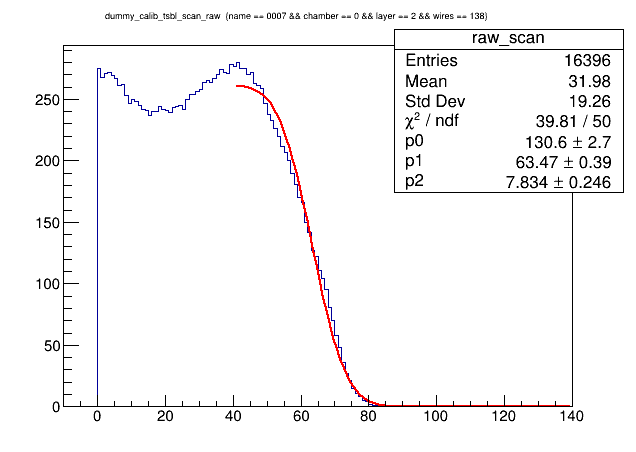 dummy_calib_tsbl_scan_raw (name == 0007 && chamber == 0 && layer == 2 && wires == 138)
raw_scan
Entries 16396
Mean 31.98
Std Dev 19.26
χ² / ndf 39.81 / 50
p0 130.6 ± 2.7
p1 63.47 ± 0.39
p2 7.834 ± 0.246
250
200
150
100
50
0
0 20 40 60 80 100 120 140